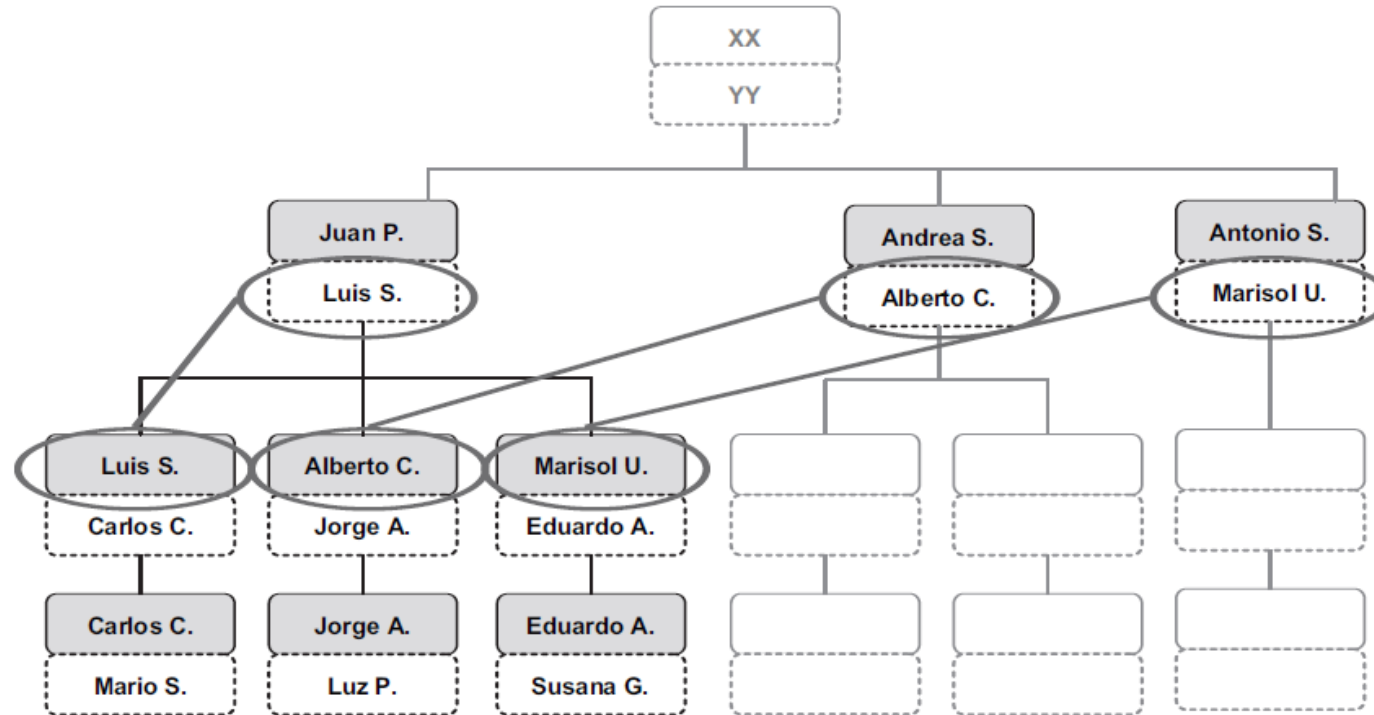 XX
YY
Juan P.
Andrea S.
Antonio S.
Luis S.
Alberto C.
Marisol U.
Luis S.
Alberto C.
Marisol U.
Carlos C.
Jorge A.
Eduardo A.
Carlos C.
Jorge A.
Eduardo A.
Mario S.
Luz P.
Susana G.